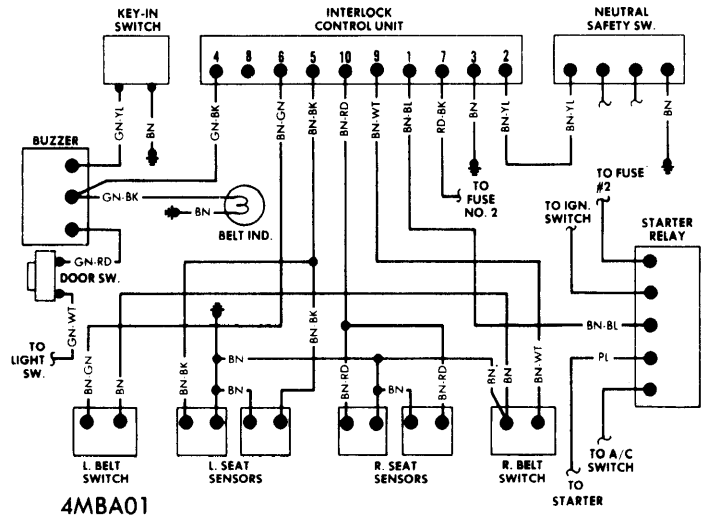 KEY-IN
SWITCH
INTERLOCK
CONTROL UNIT
NEUTRAL
SAFETY SW.
4 8 6 5 10 9 1 7 3 2
GN-YL
BN
GN-BK
BN-GN
BN-BK
BN-RD
BN-WT
BN-BL
RD-BK
BN
BN-YL
BN-YL
BN
BUZZER
GN-BK
BN
BELT IND.
TO
FUSE
NO. 2
TO FUSE
#2
TO IGN.
SWITCH
STARTER
RELAY
GN-RD
DOOR SW.
GN-WT
TO
LIGHT
SW.
BN-BK
BN-BL
PL
BN-GN
BN
BN-BK
BN
BN
BN-RD
BN
BN-RD
BN
BN
BN-WT
L. BELT
SWITCH
L. SEAT
SENSORS
R. SEAT
SENSORS
R. BELT
SWITCH
TO A/C
SWITCH
TO
STARTER
4MBA01